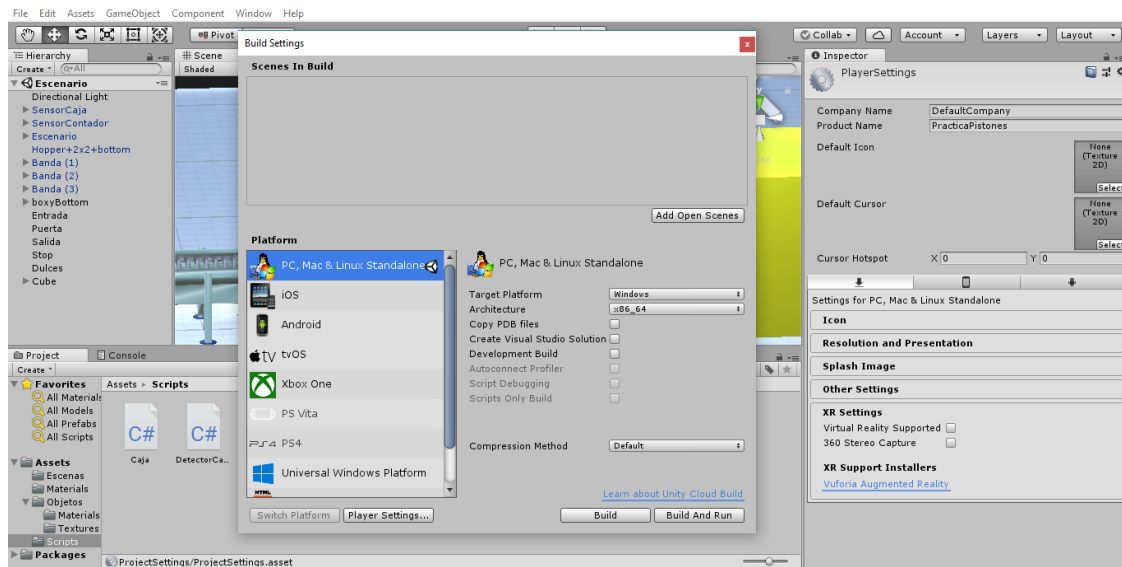 File Edit Assets GameObject Component Window Help
Pivot
Collab
Account
Layers
Layout
Hierarchy
Create
All
Escenario
Directional Light
SensorCaja
SensorContador
Escenario
Hopper+2x2+bottom
Banda (1)
Banda (2)
Banda (3)
boxyBottom
Entrada
Puerta
Salida
Stop
Dulces
Cube
Scene
Shaded
Build Settings
x
Scenes In Build
Add Open Scenes
Platform
PC, Mac & Linux Standalone
iOS
Android
tv tvOS
Xbox One
PS Vita
PS4 PS4
Universal Windows Platform
HTML
PC, Mac & Linux Standalone
Target Platform Windows
Architecture x86_64
Copy PDB files
Create Visual Studio Solution
Development Build
Autoconnect Profiler
Script Debugging
Scripts Only Build
Compression Method Default
Learn about Unity Cloud Build
Switch Platform Player Settings... Build Build And Run
Inspector
PlayerSettings
Company Name DefaultCompany
Product Name PracticaPistones
Default Icon None
(Texture
2D)
Select
Default Cursor None
(Texture
2D)
Select
Cursor Hotspot X 0 Y 0
Settings for PC, Mac & Linux Standalone
Icon
Resolution and Presentation
Splash Image
Other Settings
XR Settings
Virtual Reality Supported
360 Stereo Capture
XR Support Installers
Vuforia Augmented Reality
Project Console
Create
Favorites
All Materials
All Models
All Prefabs
All Scripts
Assets
Escenas
Materials
Objetos
Materials
Textures
Scripts
Packages
Assets Scripts
C# C#
Caja DetectorCa...
ProjectSettings/ProjectSettings.asset